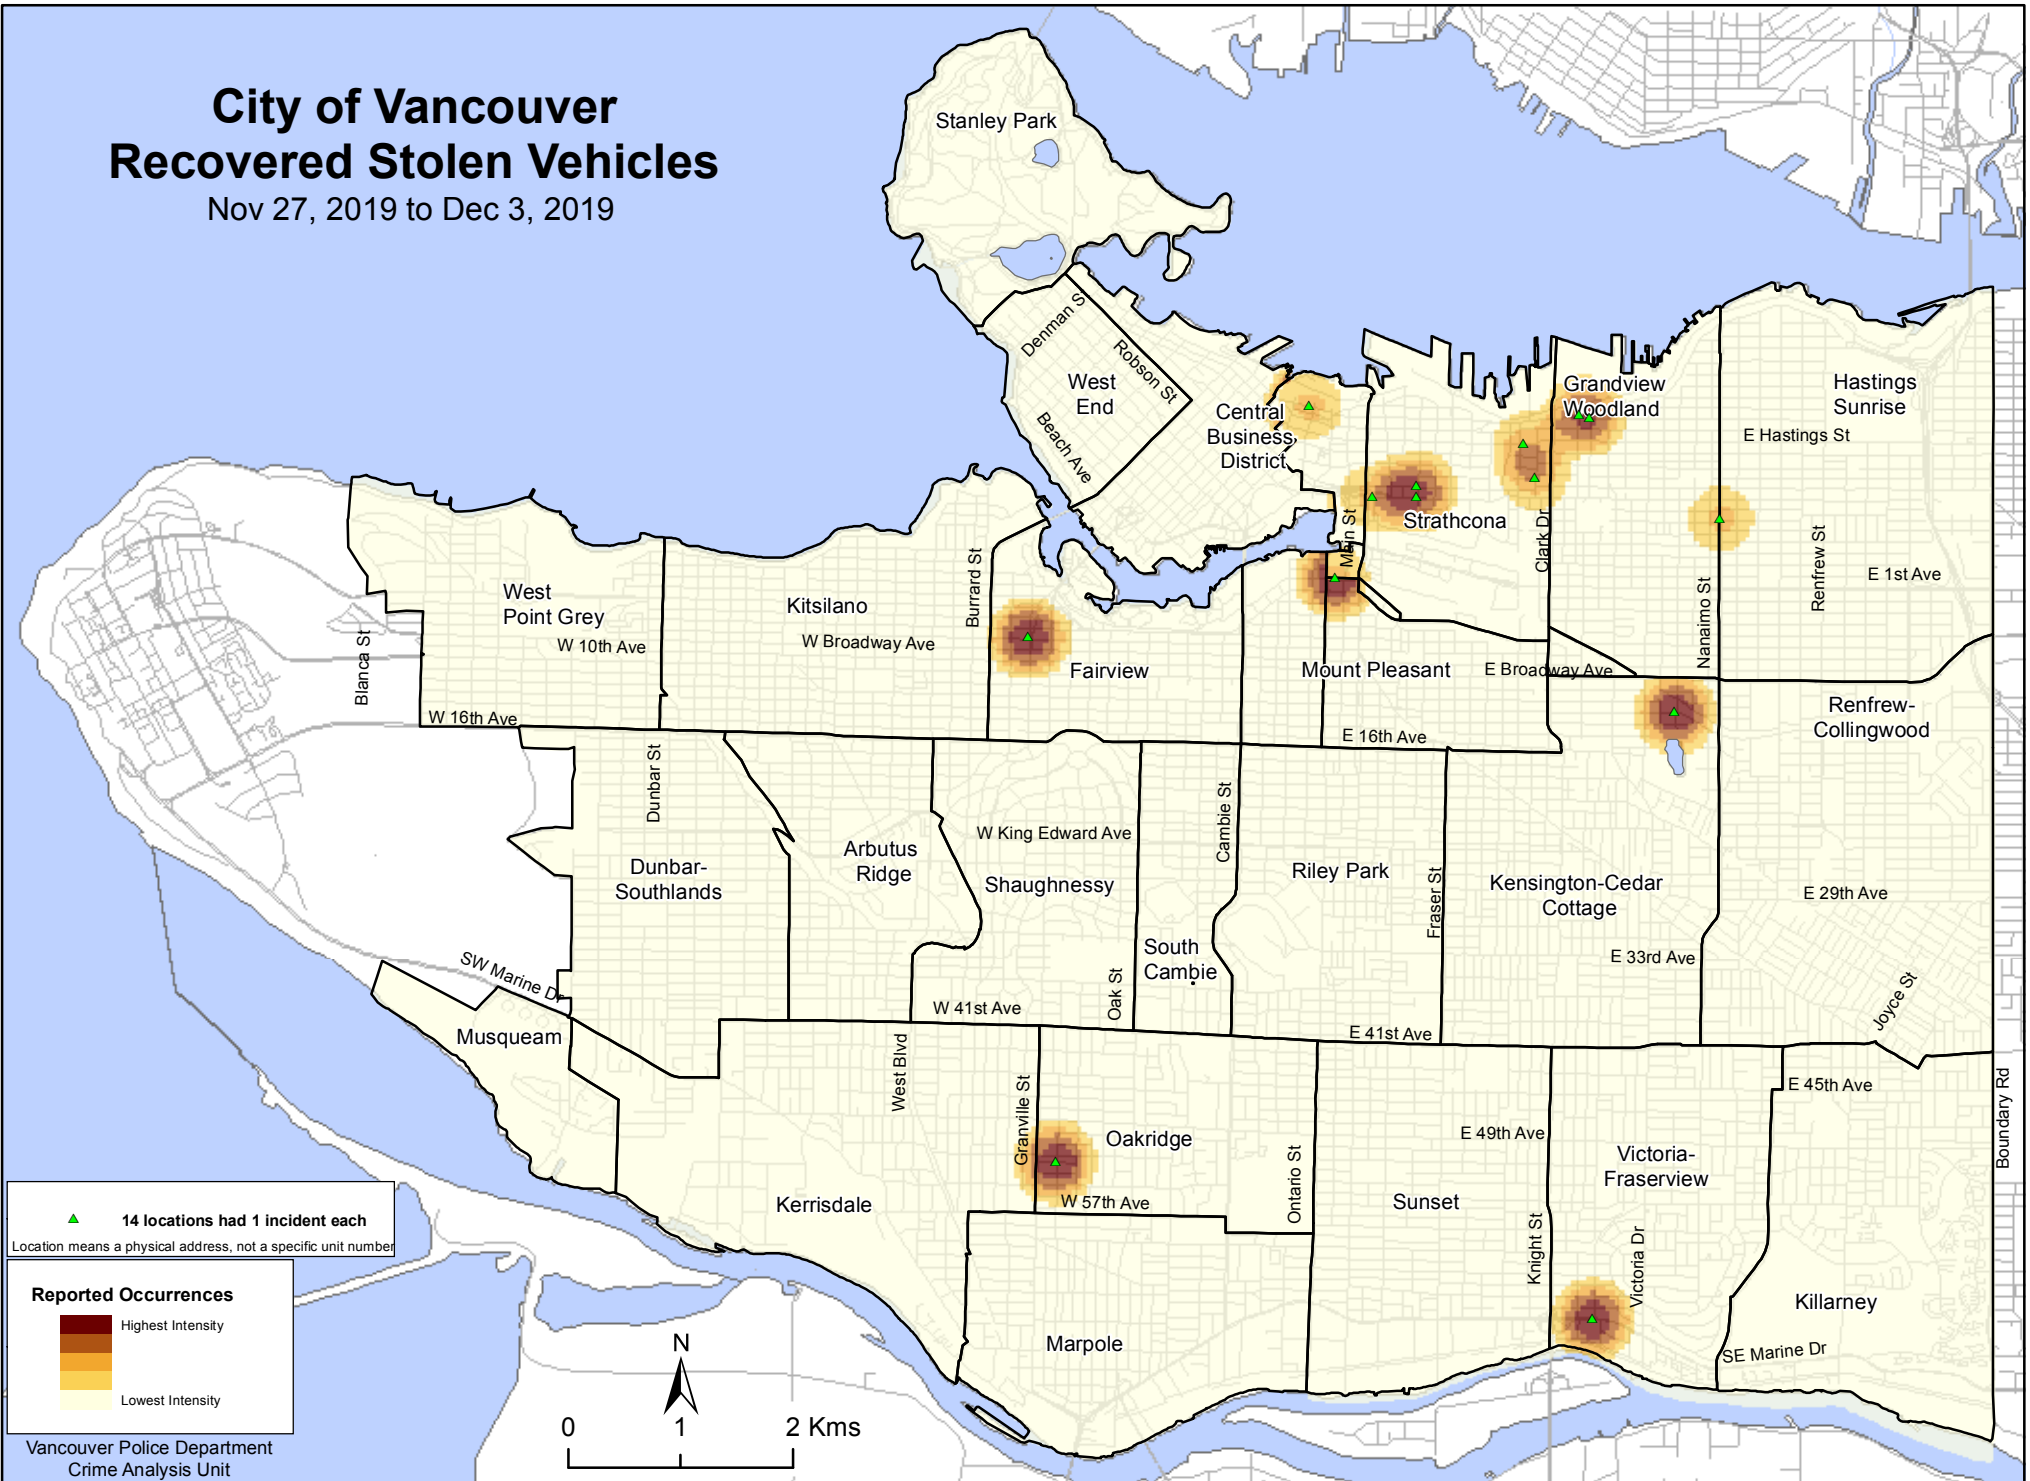 City of Vancouver
Recovered Stolen Vehicles
Nov 27, 2019 to Dec 3, 2019
Stanley Park
Denman S
Robson St
West
End
Beach Ave
Central
Business
District
Grandview
Woodland
Hastings
Sunrise
E Hastings St
Strathcona
Main St
Clark Dr
Renfrew St
E 1st Ave
Nanaimo St
West
Point Grey
W 10th Ave
Blanca St
W 16th Ave
Kitsilano
W Broadway Ave
Burrard St
Fairview
Mount Pleasant
E Broadway Ave
E 16th Ave
Renfrew-
Collingwood
Dunbar St
Dunbar-
Southlands
Arbutus
Ridge
W King Edward Ave
Shaughnessy
Cambie St
South
Cambie
Oak St
W 41st Ave
Riley Park
Fraser St
Kensington-Cedar
Cottage
E 29th Ave
E 33rd Ave
Joyce St
E 41st Ave
SW Marine Dr
Musqueam
West Blvd
Granville St
Oakridge
W 57th Ave
Ontario St
Kerrisdale
E 49th Ave
Sunset
Knight St
Victoria-
Fraserview
Victoria Dr
E 45th Ave
Boundary Rd
Killarney
SE Marine Dr
Marpole
14 locations had 1 incident each
Location means a physical address, not a specific unit number
Reported Occurrences
Highest Intensity
Lowest Intensity
Vancouver Police Department
Crime Analysis Unit
N
0 1 2 Kms